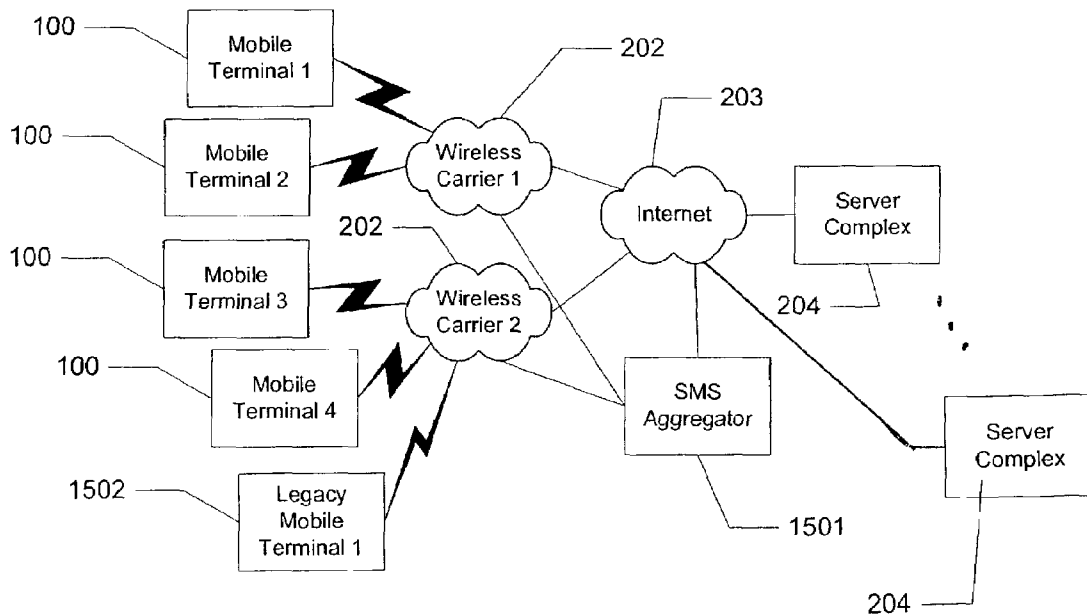 100
Mobile
Terminal 1
202
203
100
Mobile
Terminal 2
Wireless
Carrier 1
Internet
Server
Complex
202
100
Mobile
Terminal 3
Wireless
Carrier 2
204
100
Mobile
Terminal 4
SMS
Aggregator
Server
Complex
1502
Legacy
Mobile
Terminal 1
1501
204